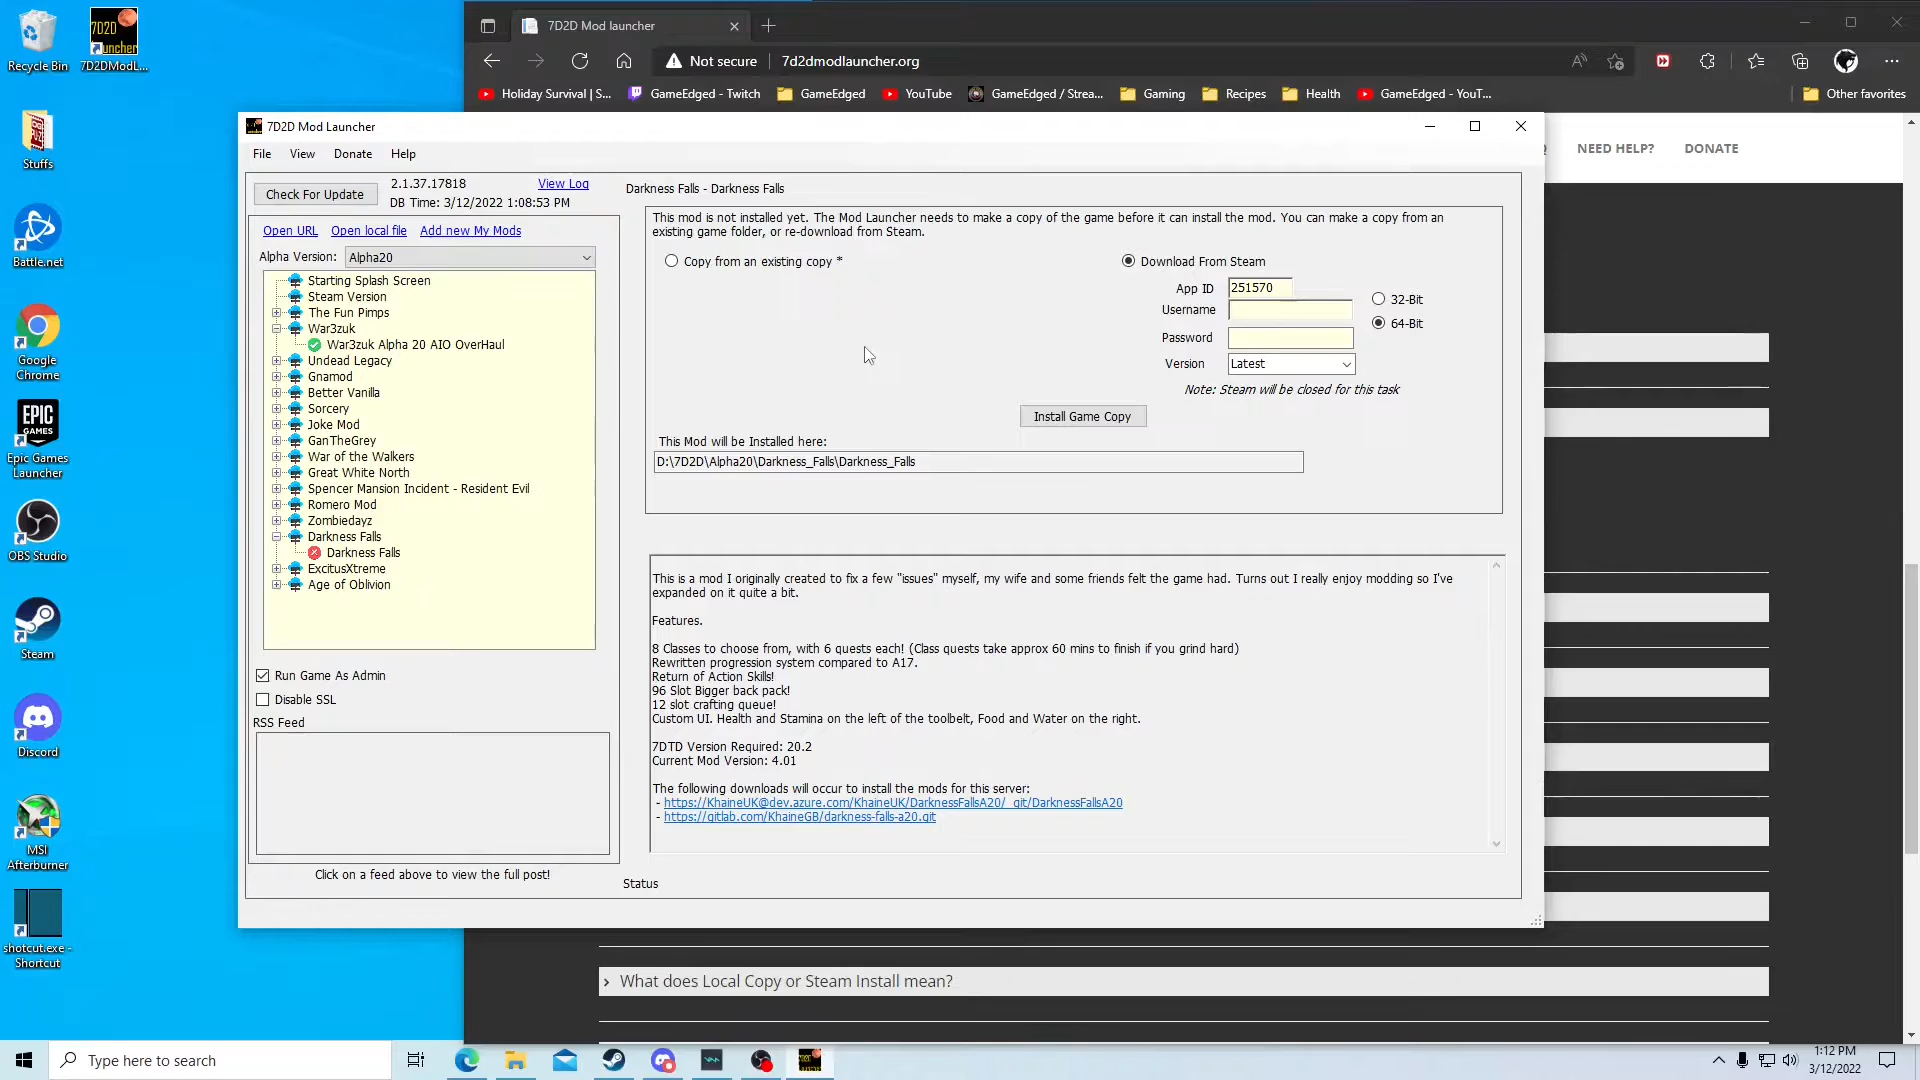 Recycle Bin
7D2DModL...
Stuffs
Battle.net
Google
Chrome
EPIC
GAMES
Epic Games
Launcher
OBS Studio
Steam
Discord
MSI
Afterburner
shotcut.exe -
Shortcut
7D2D Mod launcher
Not secure
7d2dmodlauncher.org
Holiday Survival | S...
GameEdged - Twitch
GameEdged
YouTube
GameEdged / Strea...
Gaming
Recipes
Health
GameEdged - YouT...
Other favorites
NEED HELP?
DONATE
7D2D Mod Launcher
File View Donate Help
Check For Update
2.1.37.17818
View Log
DB Time: 3/12/2022 1:08:53 PM
Open URL Open local file Add new My Mods
Alpha Version: Alpha20
Starting Splash Screen
Steam Version
The Fun Pimps
War3zuk
War3zuk Alpha 20 AIO OverHaul
Undead Legacy
Gnamod
Better Vanilla
Sorcery
Joke Mod
GanTheGrey
War of the Walkers
Great White North
Spencer Mansion Incident - Resident Evil
Romero Mod
Zombiedayz
Darkness Falls
Darkness Falls
ExcitusXtreme
Age of Oblivion
Run Game As Admin
Disable SSL
RSS Feed
Click on a feed above to view the full post!
Darkness Falls - Darkness Falls
This mod is not installed yet. The Mod Launcher needs to make a copy of the game before it can install the mod. You can make a copy from an
existing game folder, or re-download from Steam.
Copy from an existing copy *
Download From Steam
App ID 251570
32-Bit
Username
64-Bit
Password
Version Latest
Note: Steam will be closed for this task
Install Game Copy
This Mod will be Installed here:
D:\7D2D\Alpha20\Darkness_Falls\Darkness_Falls
This is a mod I originally created to fix a few "issues" myself, my wife and some friends felt the game had. Turns out I really enjoy modding so I've
expanded on it quite a bit.
Features.
8 Classes to choose from, with 6 quests each! (Class quests take approx 60 mins to finish if you grind hard)
Rewritten progression system compared to A17.
Return of Action Skills!
96 Slot Bigger back pack!
12 slot crafting queue!
Custom UI. Health and Stamina on the left of the toolbelt, Food and Water on the right.
7DTD Version Required: 20.2
Current Mod Version: 4.01
The following downloads will occur to install the mods for this server:
- https://KhaineUK@dev.azure.com/KhaineUK/DarknessFallsA20/_git/DarknessFallsA20
- https://gitlab.com/KhaineGB/darkness-falls-a20.git
Status
What does Local Copy or Steam Install mean?
Type here to search
1:12 PM
3/12/2022